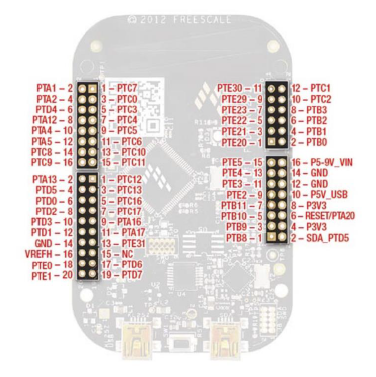 © 2012 FREESCALE
PTA1 - 2 1 - PTC7
PTA2 - 4 3 - PTC0
PTD4 - 6 5 - PTC3
PTA12 - 8 7 - PTC4
PTA4 - 10 9 - PTC5
PTA5 - 12 11 - PTC6
PTC8 - 14 13 - PTC10
PTC9 - 16 15 - PTC11
PTA13 - 2 1 - PTC12
PTD5 - 4 3 - PTC13
PTD0 - 6 5 - PTC16
PTD2 - 8 7 - PTC17
PTD3 - 10 9 - PTA16
PTD1 - 12 11 - PTA17
GND - 14 13 - PTE31
VREFH - 16 15 - NC
PTE0 - 18 17 - PTD6
PTE1 - 20 19 - PTD7
PTE30 - 11 12 - PTC1
PTE29 - 9 10 - PTC2
PTE23 - 7 8 - PTB3
PTE22 - 5 6 - PTB2
PTE21 - 3 4 - PTB1
PTE20 - 1 2 - PTB0
PTE5 - 15 16 - P5-9V_VIN
PTE4 - 13 14 - GND
PTE3 - 11 12 - GND
PTE2 - 9 10 - P5V_USB
PTB11 - 7 8 - P3V3
PTB10 - 5 6 - RESET/PTA20
PTB9 - 3 4 - P3V3
PTB8 - 1 2 - SDA_PTD5